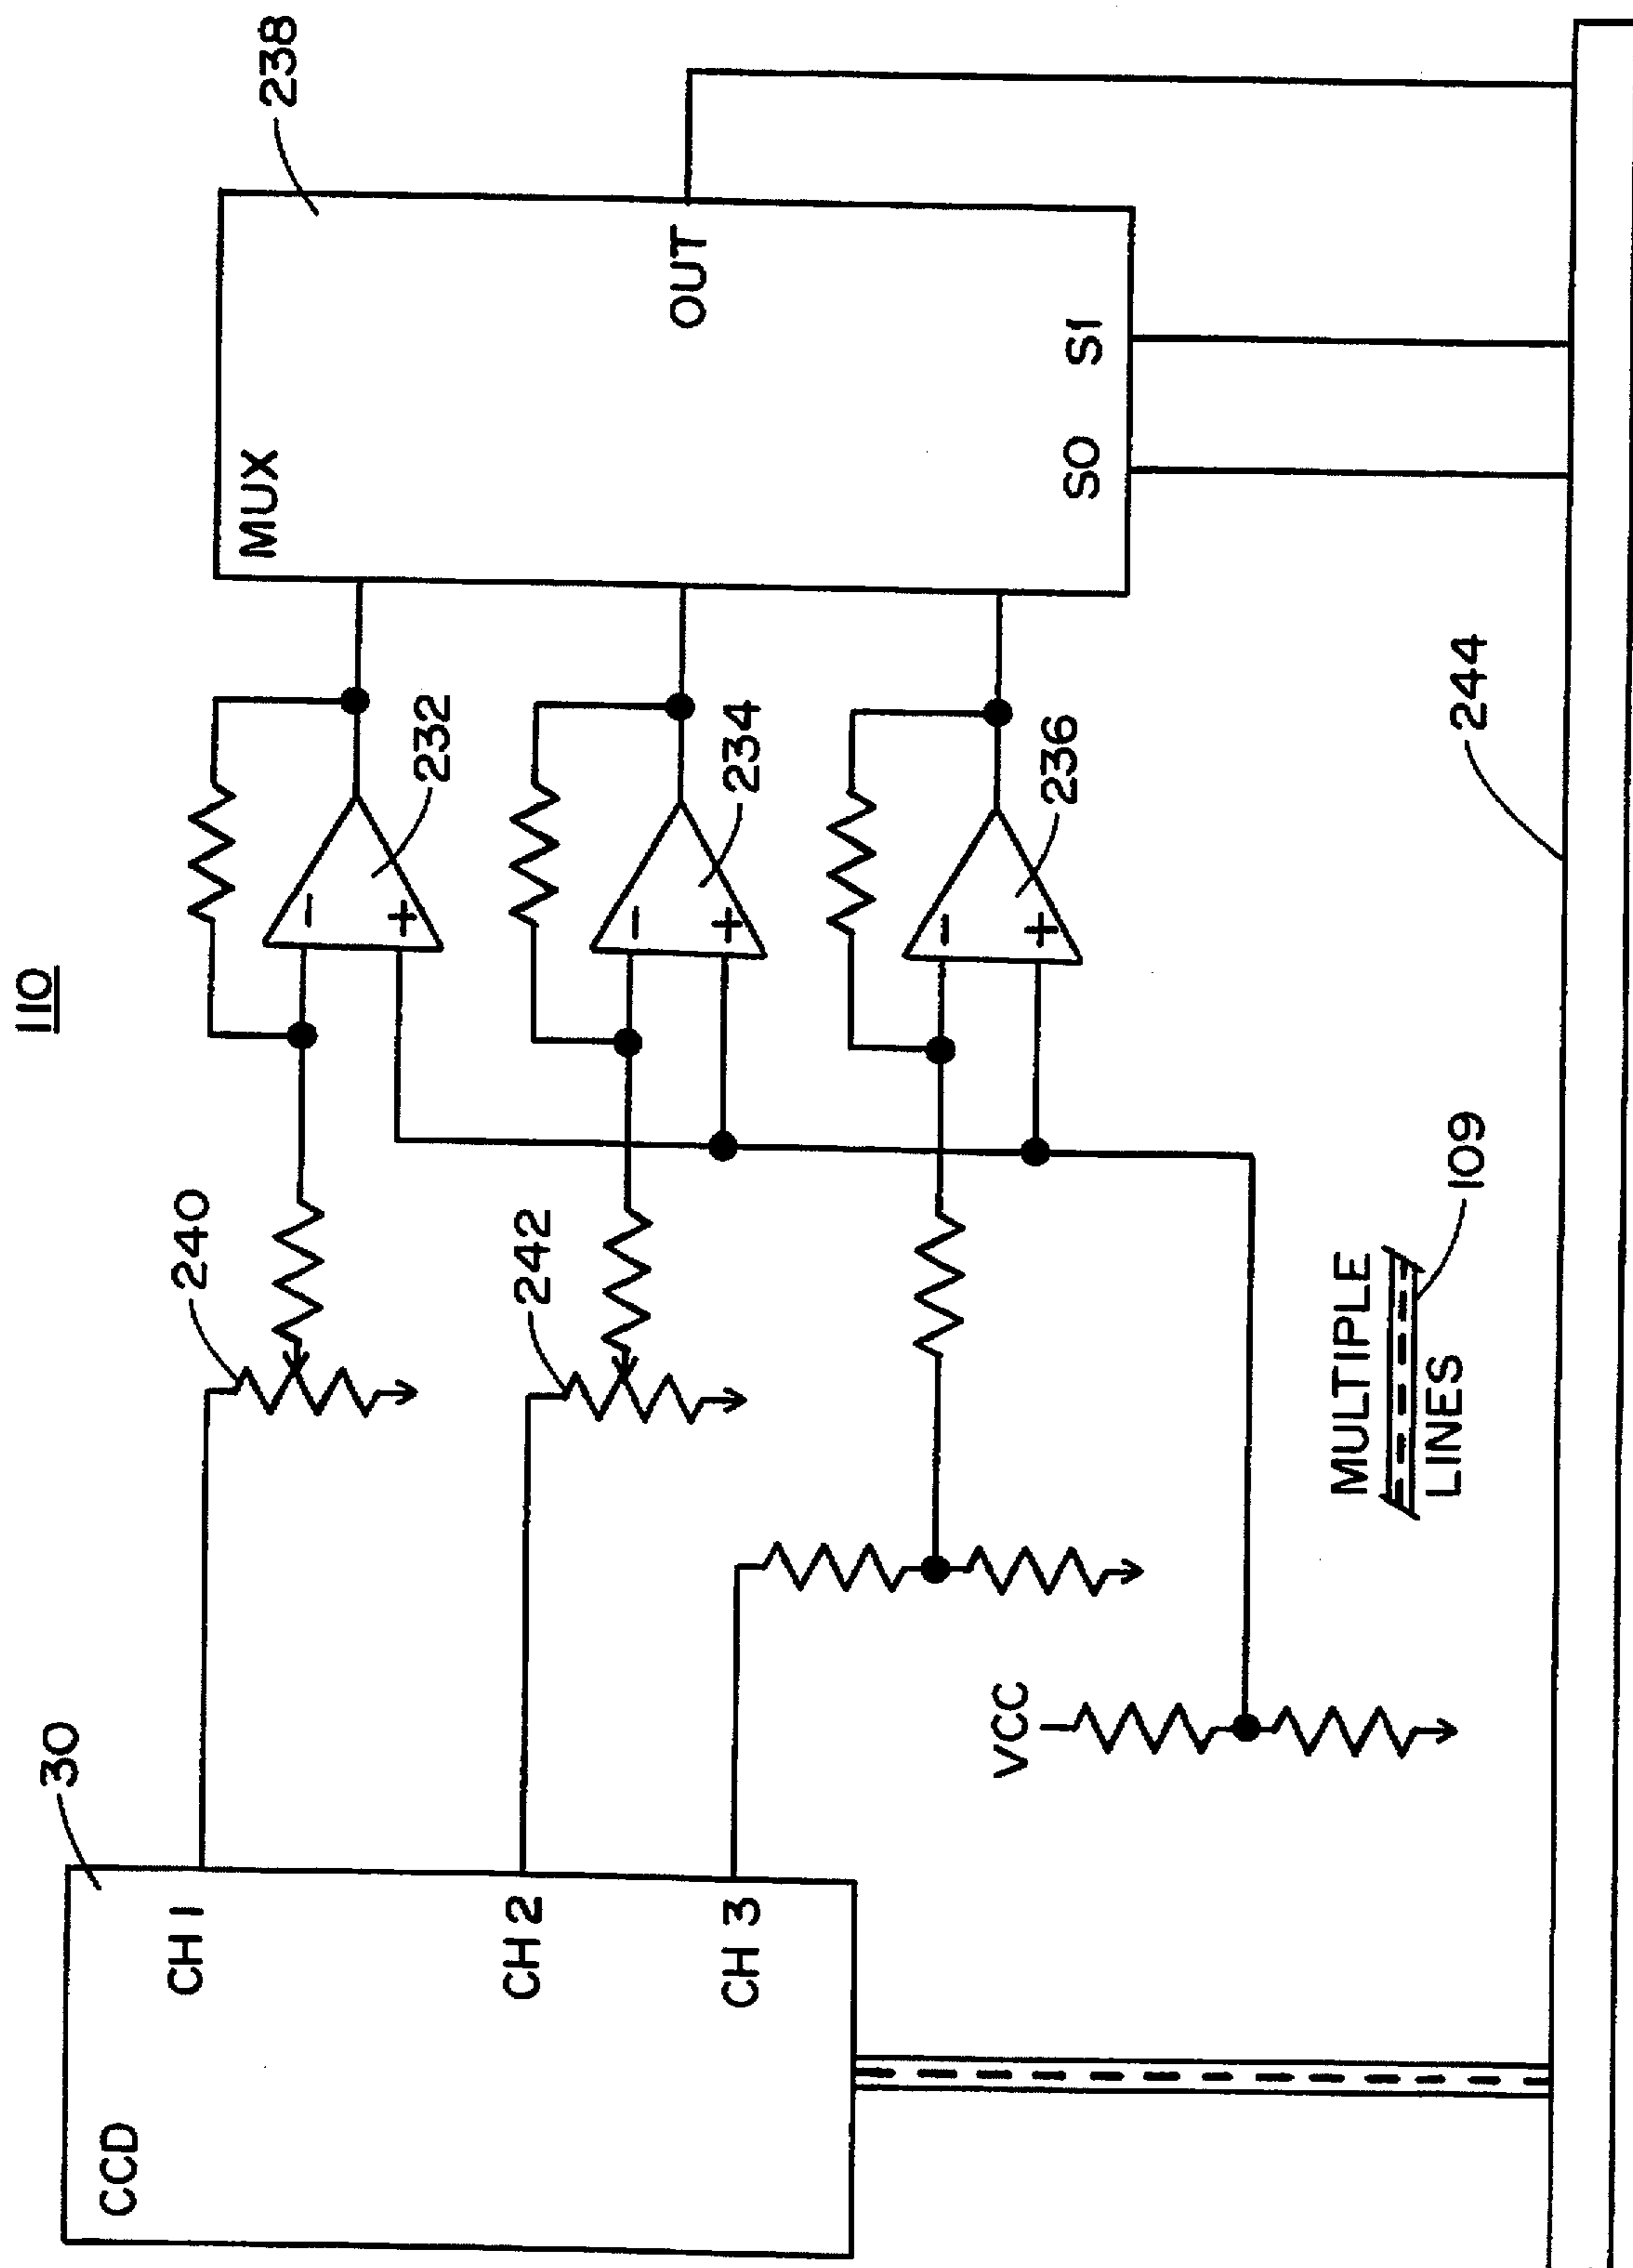 110
30
CCD
CH 1
CH 2
CH 3
240
242
VCC
232
-
+
234
-
+
236
-
+
238
MUX
OUT
S0 S1
MULTIPLE
LINES
109
244